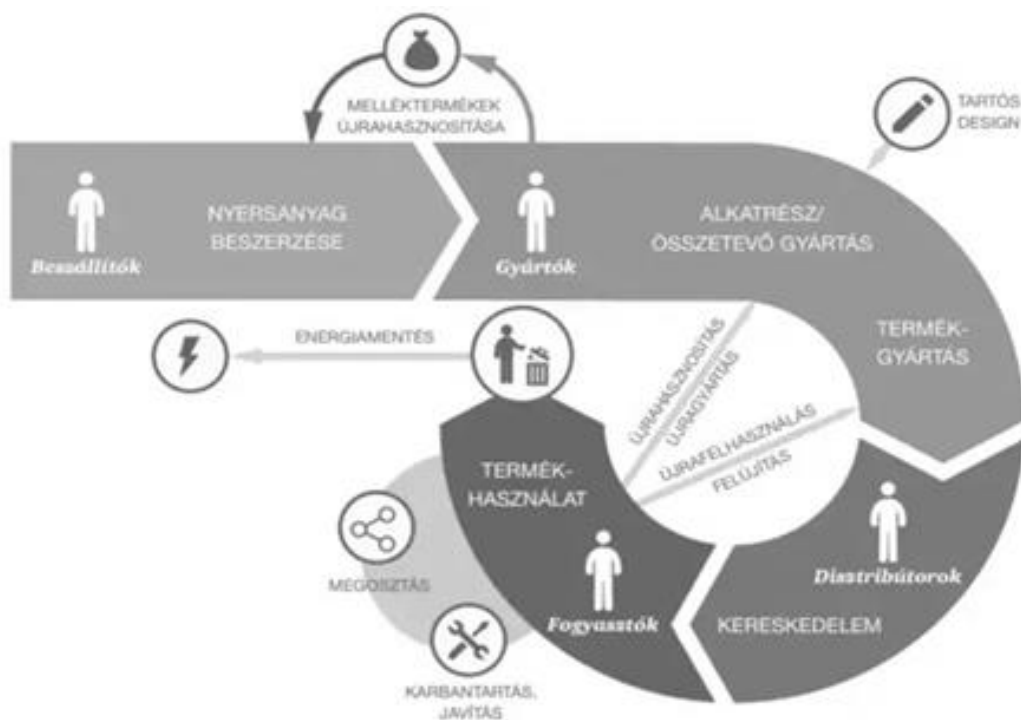 MELLÉKTERMÉKEK
ÚJRAHASZNOSÍTÁSA
TARTÓS
DESIGN
NYERSANYAG
BESZERZÉSE
Beszállítók
Gyártók
ALKATRÉSZ/
ÖSSZETEVŐ GYÁRTÁS
TERMÉK-
GYÁRTÁS
ENERGIAMENTÉS
ÚJRAHASZNOSÍTÁS
ÚJRAGYÁRTÁS
ÚJRAFELHASZNÁLÁS
FELÚJÍTÁS
TERMÉK-
HASZNÁLAT
MEGOSZTÁS
Fogyasztók
Disztribútorok
KERESKEDELEM
KARBANTARTÁS,
JAVÍTÁS